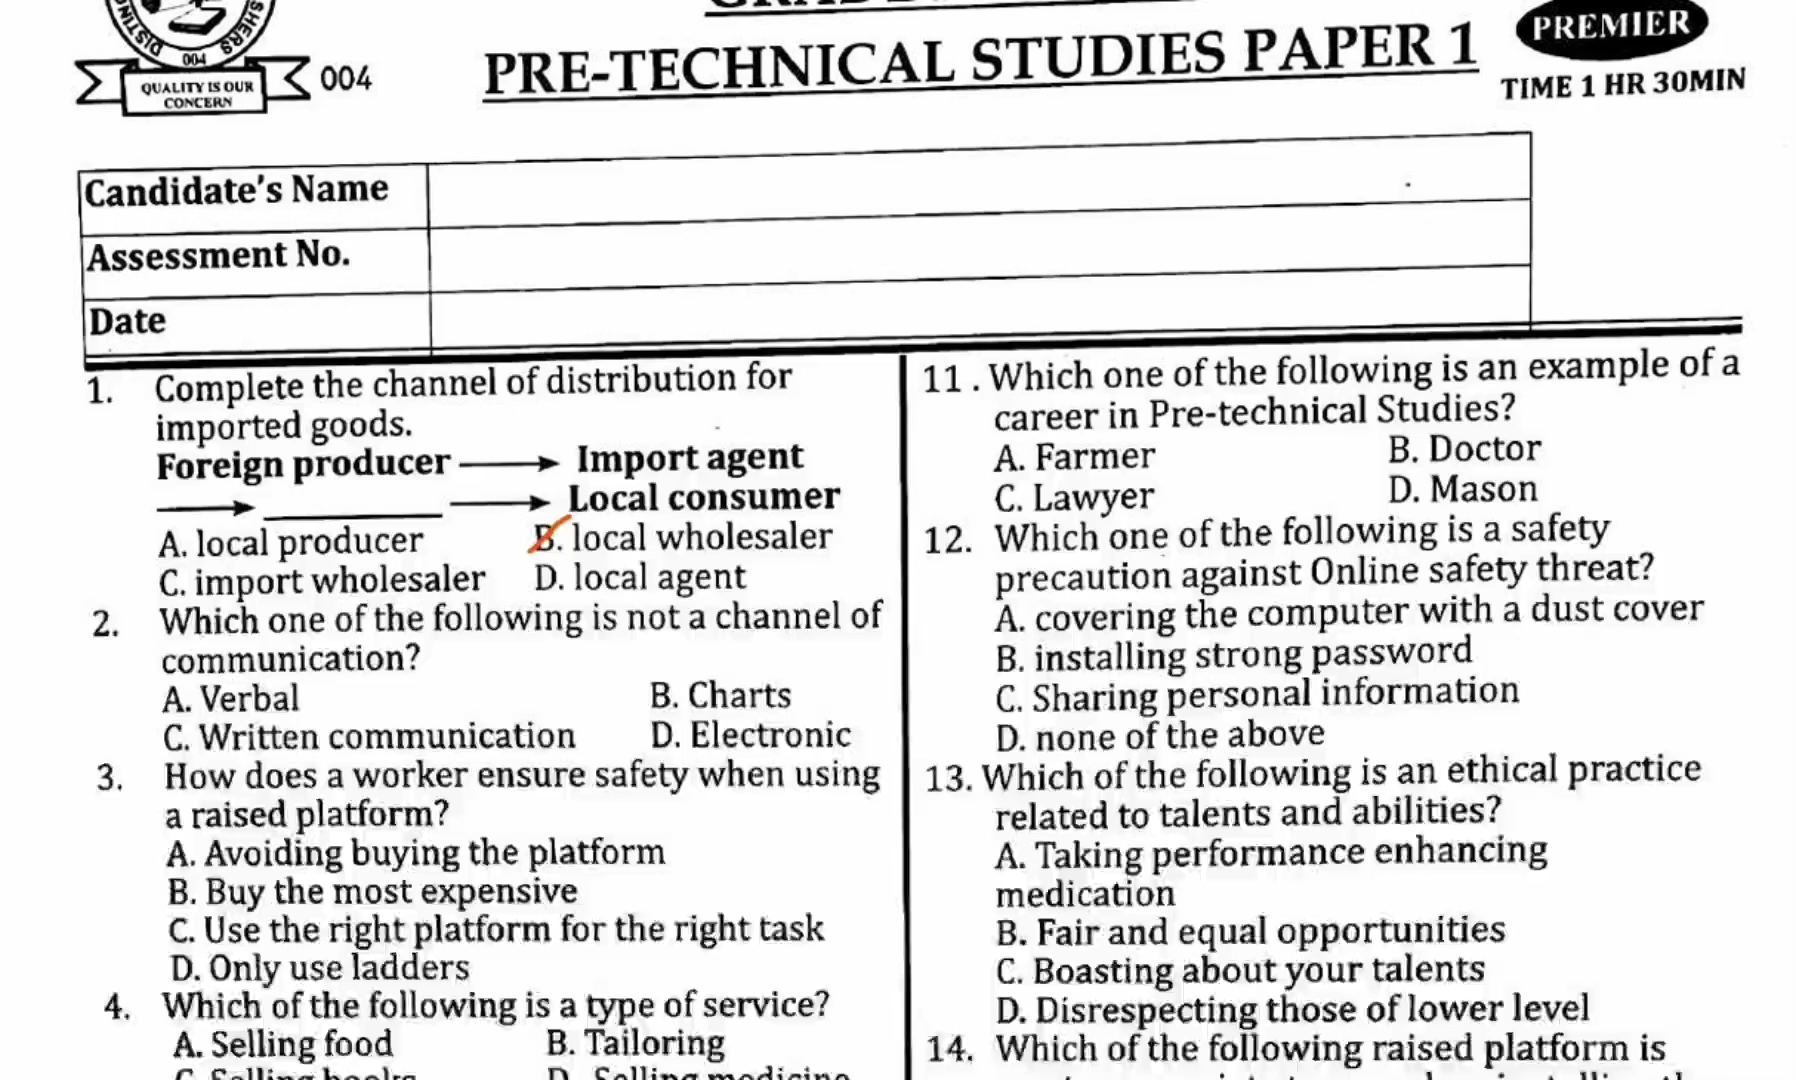 PRE-TECHNICAL STUDIES PAPER 1
PREMIER
TIME 1 HR 30MIN
004
QUALITY IS OUR
CONCERN
004
Candidate's Name
Assessment No.
Date
1. Complete the channel of distribution for
imported goods.
Foreign producer → Import agent
→ __________ → Local consumer
A. local producer B. local wholesaler
C. import wholesaler D. local agent
2. Which one of the following is not a channel of
communication?
A. Verbal B. Charts
C. Written communication D. Electronic
3. How does a worker ensure safety when using
a raised platform?
A. Avoiding buying the platform
B. Buy the most expensive
C. Use the right platform for the right task
D. Only use ladders
4. Which of the following is a type of service?
A. Selling food B. Tailoring
C. Selling books D. Selling medicine
11. Which one of the following is an example of a
career in Pre-technical Studies?
A. Farmer B. Doctor
C. Lawyer D. Mason
12. Which one of the following is a safety
precaution against Online safety threat?
A. covering the computer with a dust cover
B. installing strong password
C. Sharing personal information
D. none of the above
13. Which of the following is an ethical practice
related to talents and abilities?
A. Taking performance enhancing
medication
B. Fair and equal opportunities
C. Boasting about your talents
D. Disrespecting those of lower level
14. Which of the following raised platform is